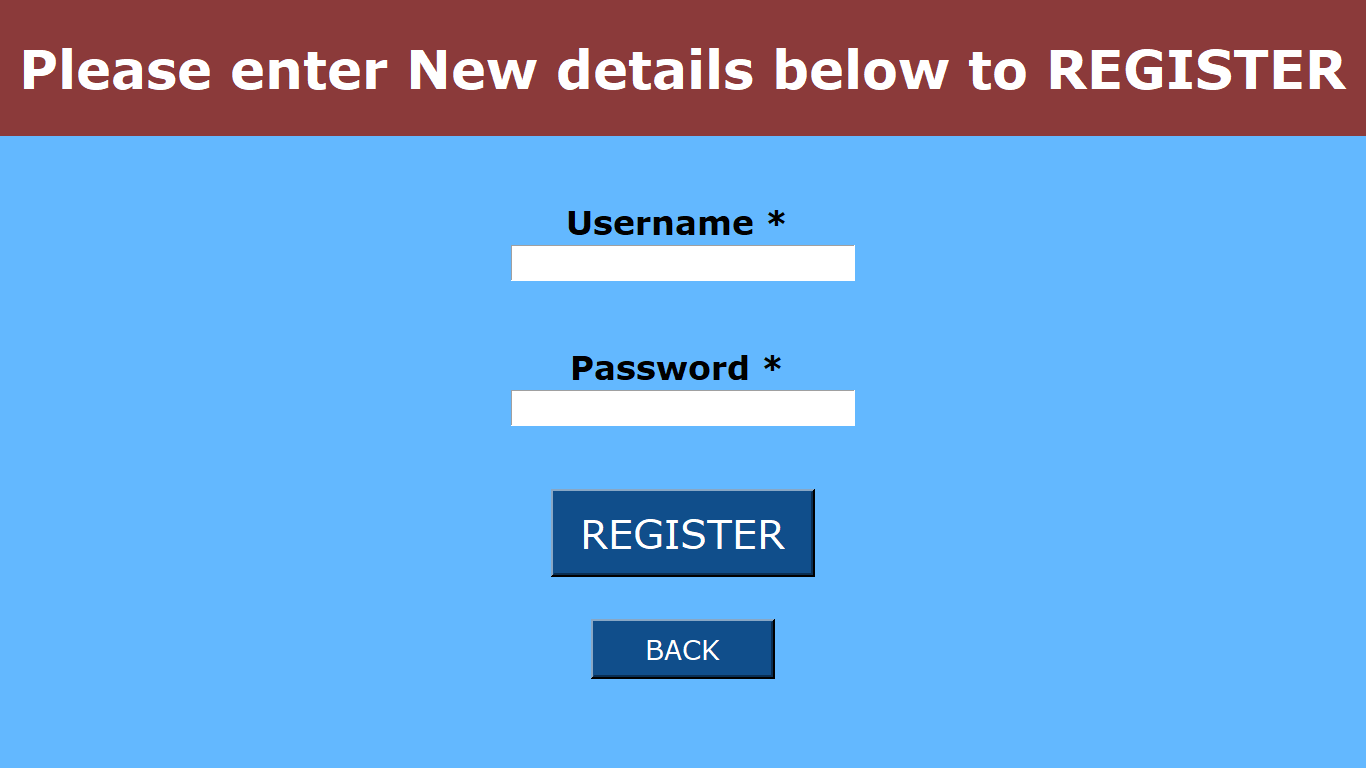 Please enter New details below to REGISTER
Username *
Password *
REGISTER
BACK